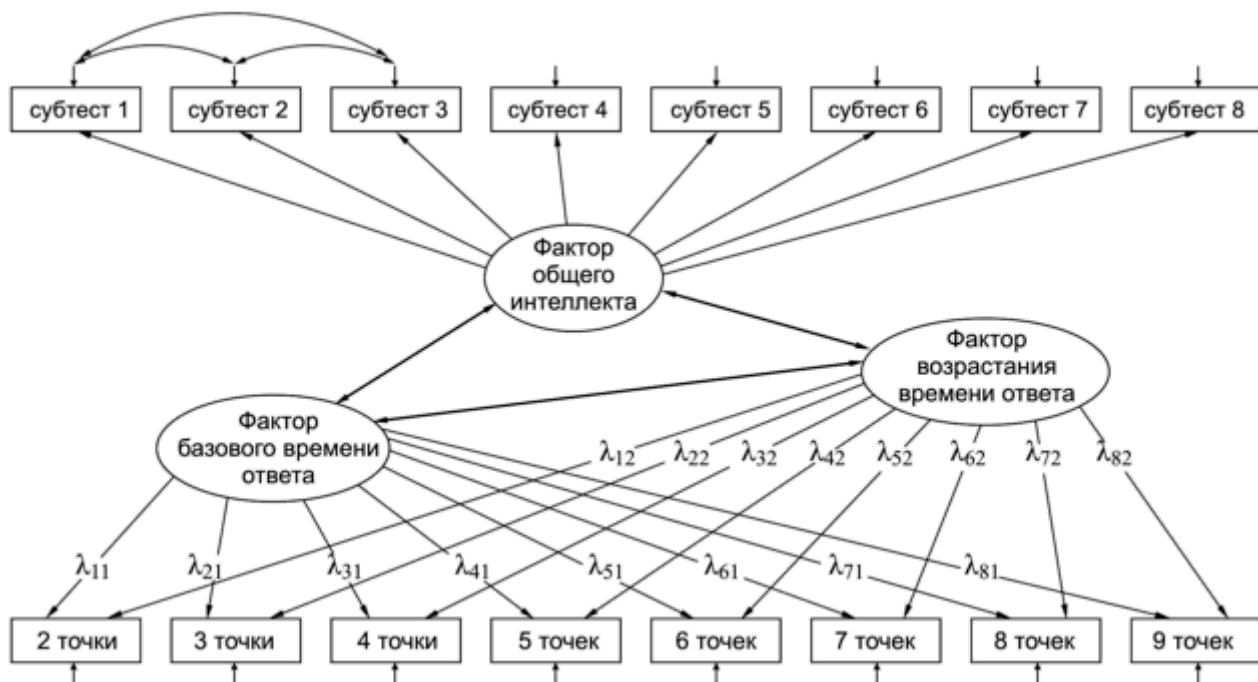 субтест 1 субтест 2 субтест 3 субтест 4 субтест 5 субтест 6 субтест 7 субтест 8
Фактор
общего
интеллекта
Фактор
возрастания
времени ответа
Фактор
базового времени
ответа
λ12 λ22 λ32 λ42 λ52 λ62 λ72 λ82
λ11 λ21 λ31 λ41 λ51 λ61 λ71 λ81
2 точки 3 точки 4 точки 5 точек 6 точек 7 точек 8 точек 9 точек